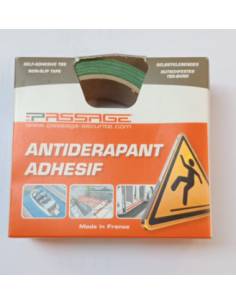 SELF-ADHESIVE TEE
NON-SLIP TAPE
SELBSTKLEBENDES
RUTSCHFESTES
TEE-BAND
PASSAGE
www.passage-securite.com
ANTIDERAPANT
ADHESIF
Made in France